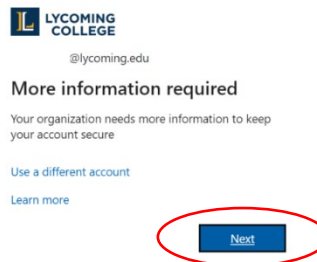 LYCOMING
COLLEGE
@lycoming.edu
More information required
Your organization needs more information to keep
your account secure
Use a different account
Learn more
Next